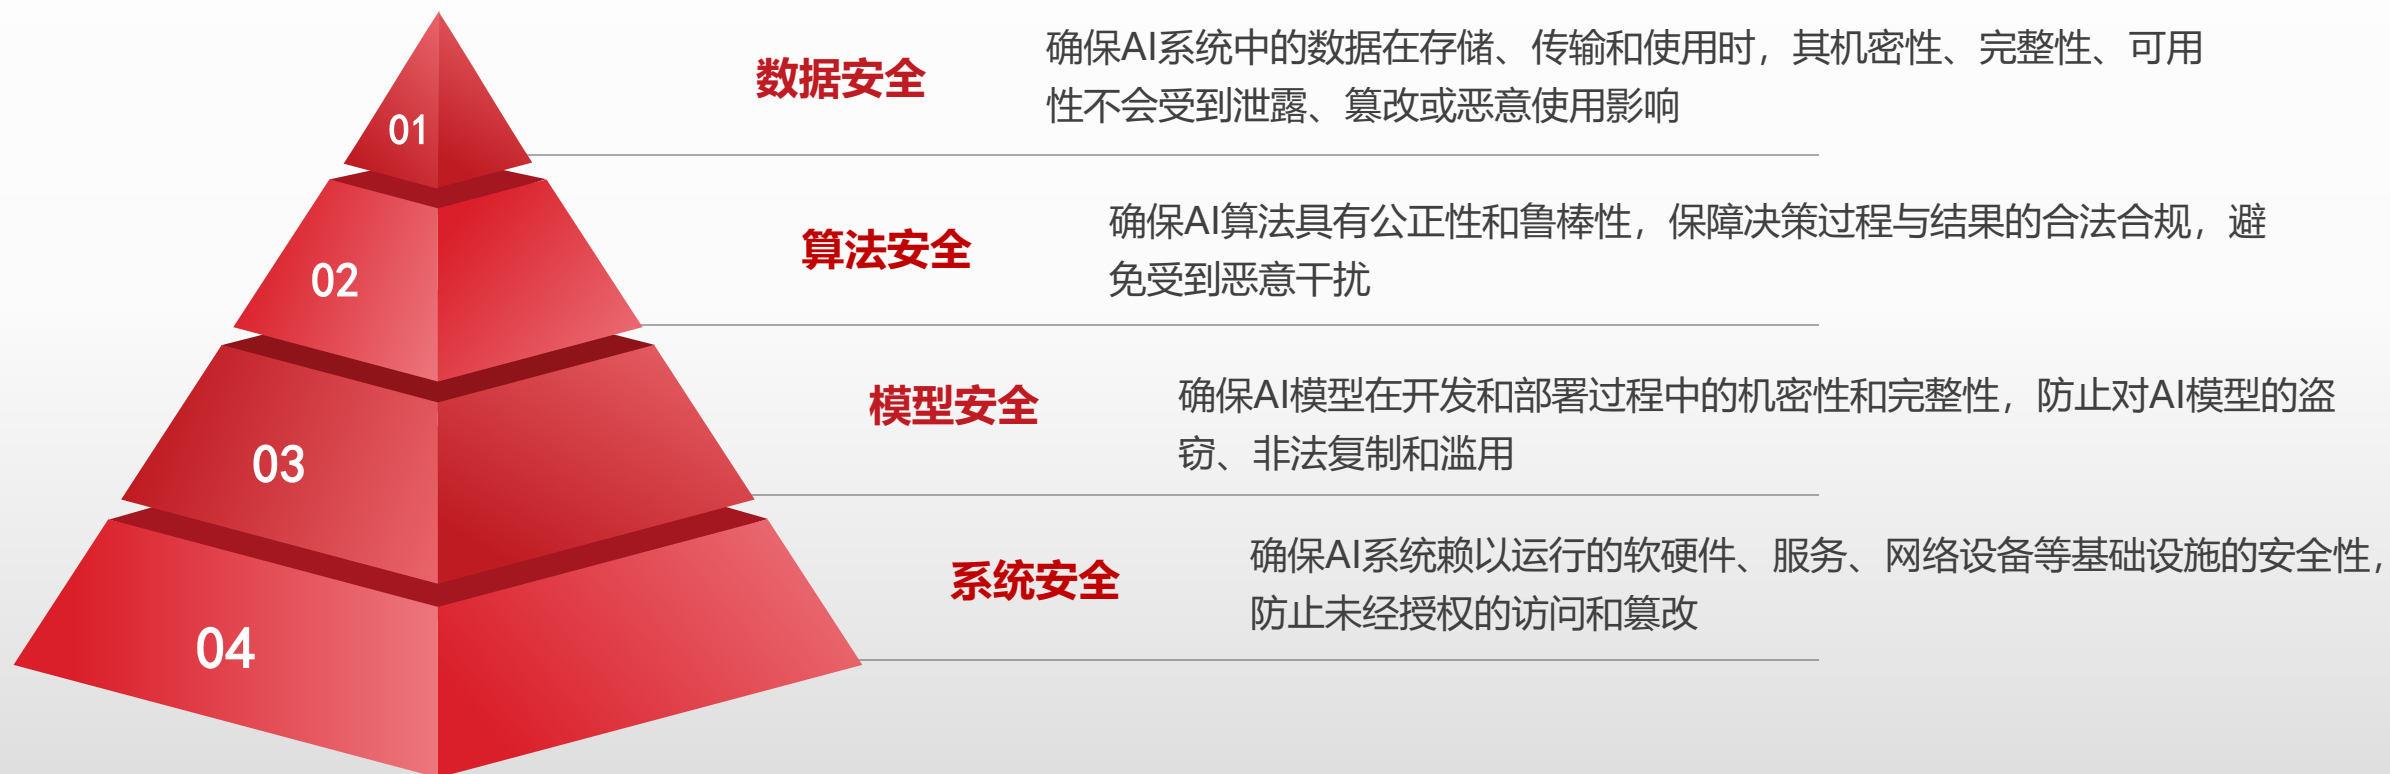 01
数据安全
确保AI系统中的数据在存储、传输和使用时，其机密性、完整性、可用
性不会受到泄露、篡改或恶意使用影响
02
算法安全
确保AI算法具有公正性和鲁棒性，保障决策过程与结果的合法合规，避
免受到恶意干扰
03
模型安全
确保AI模型在开发和部署过程中的机密性和完整性，防止对AI模型的盗
窃、非法复制和滥用
04
系统安全
确保AI系统赖以运行的软硬件、服务、网络设备等基础设施的安全性，
防止未经授权的访问和篡改